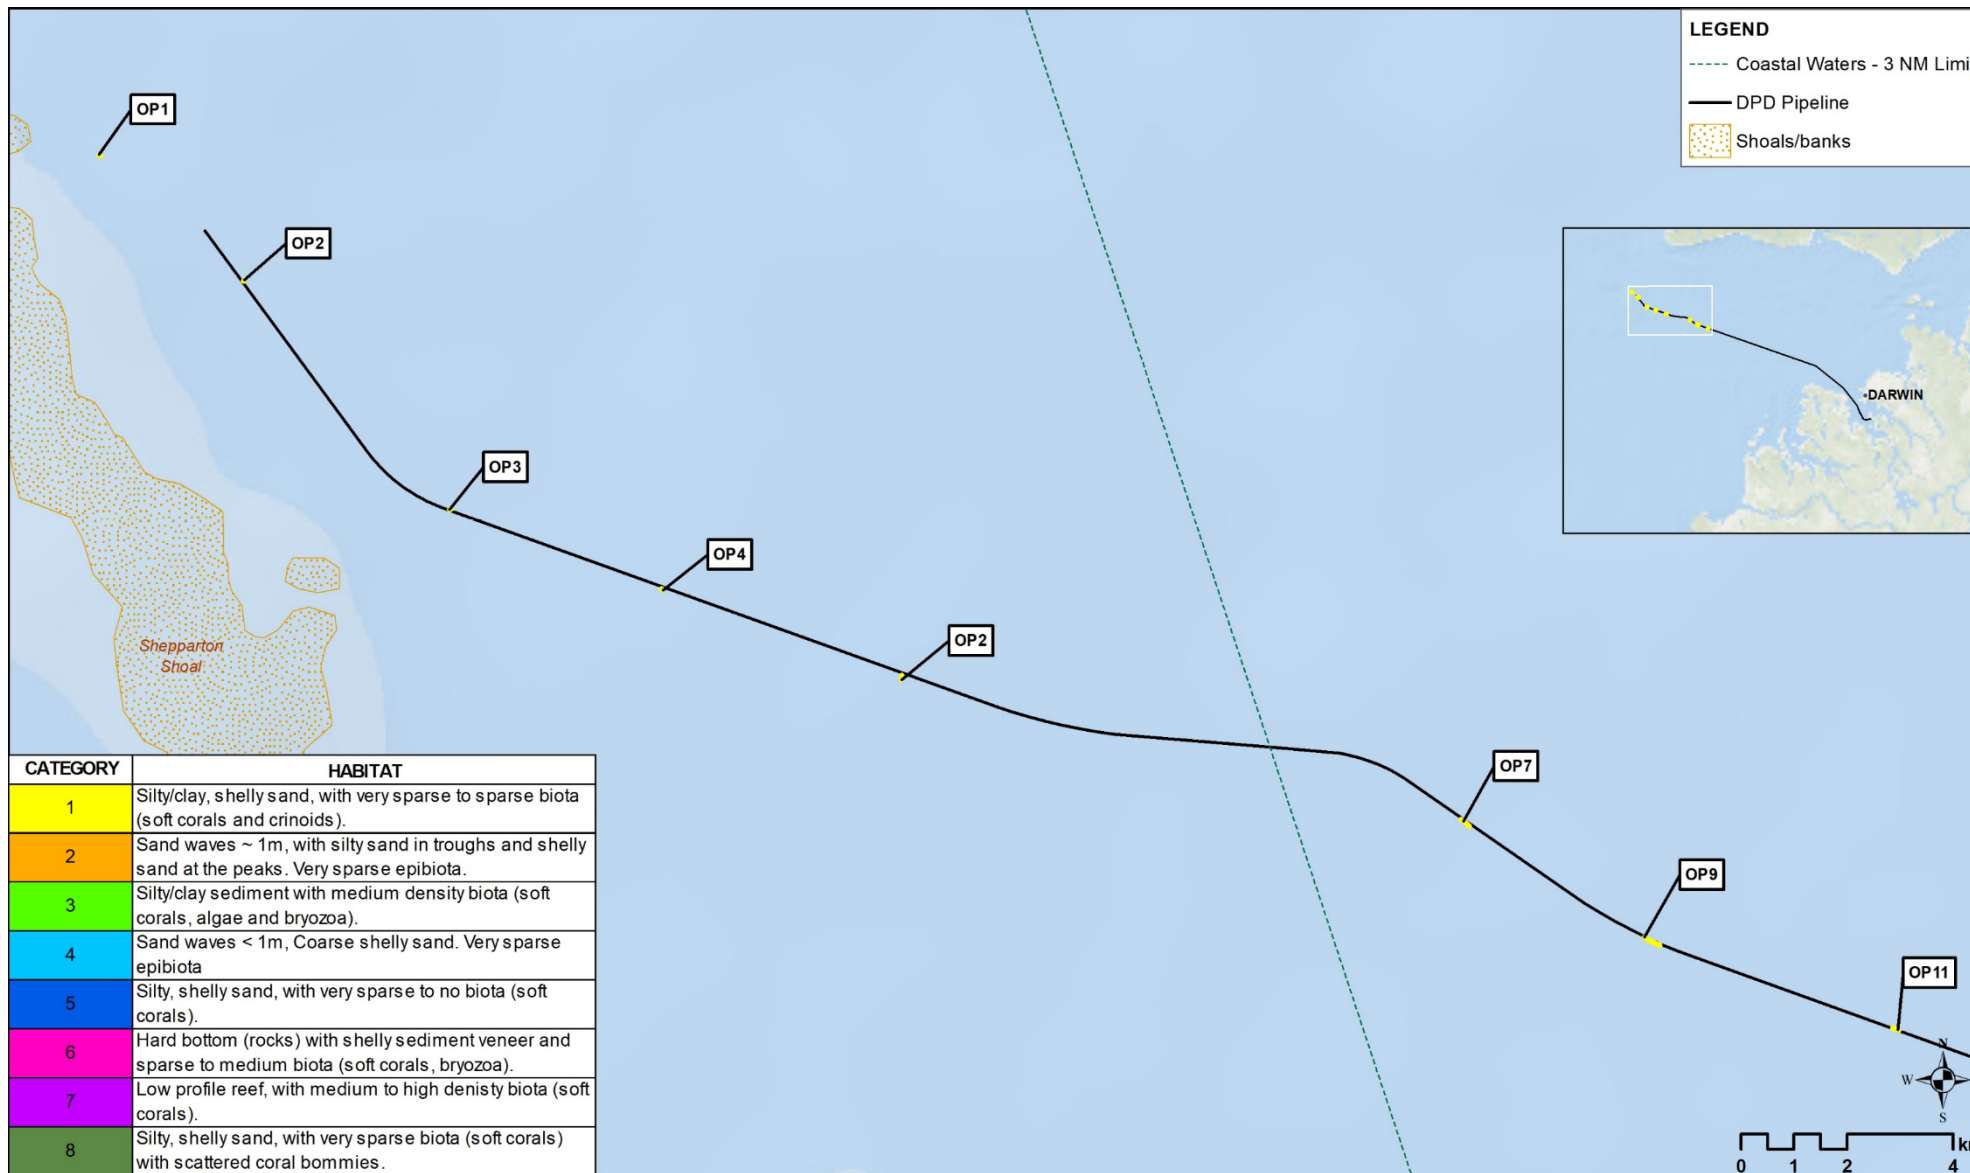 LEGEND
Coastal Waters - 3 NM Limi
DPD Pipeline
Shoals/banks
OP1
OP2
DARWIN
OP3
OP4
OP2
Shepparton
Shoal
OP7
OP9
OP11
CATEGORY HABITAT
1 Silty/clay, shelly sand, with very sparse to sparse biota
(soft corals and crinoids).
2 Sand waves ~ 1m, with silty sand in troughs and shelly
sand at the peaks. Very sparse epibiota.
3 Silty/clay sediment with medium density biota (soft
corals, algae and bryozoa).
4 Sand waves < 1m, Coarse shelly sand. Very sparse
epibiota
5 Silty, shelly sand, with very sparse to no biota (soft
corals).
6 Hard bottom (rocks) with shelly sediment veneer and
sparse to medium biota (soft corals, bryozoa).
7 Low profile reef, with medium to high denisty biota (soft
corals).
8 Silty, shelly sand, with very sparse biota (soft corals)
with scattered coral bommies.
N
W
S
k
0 1 2 4